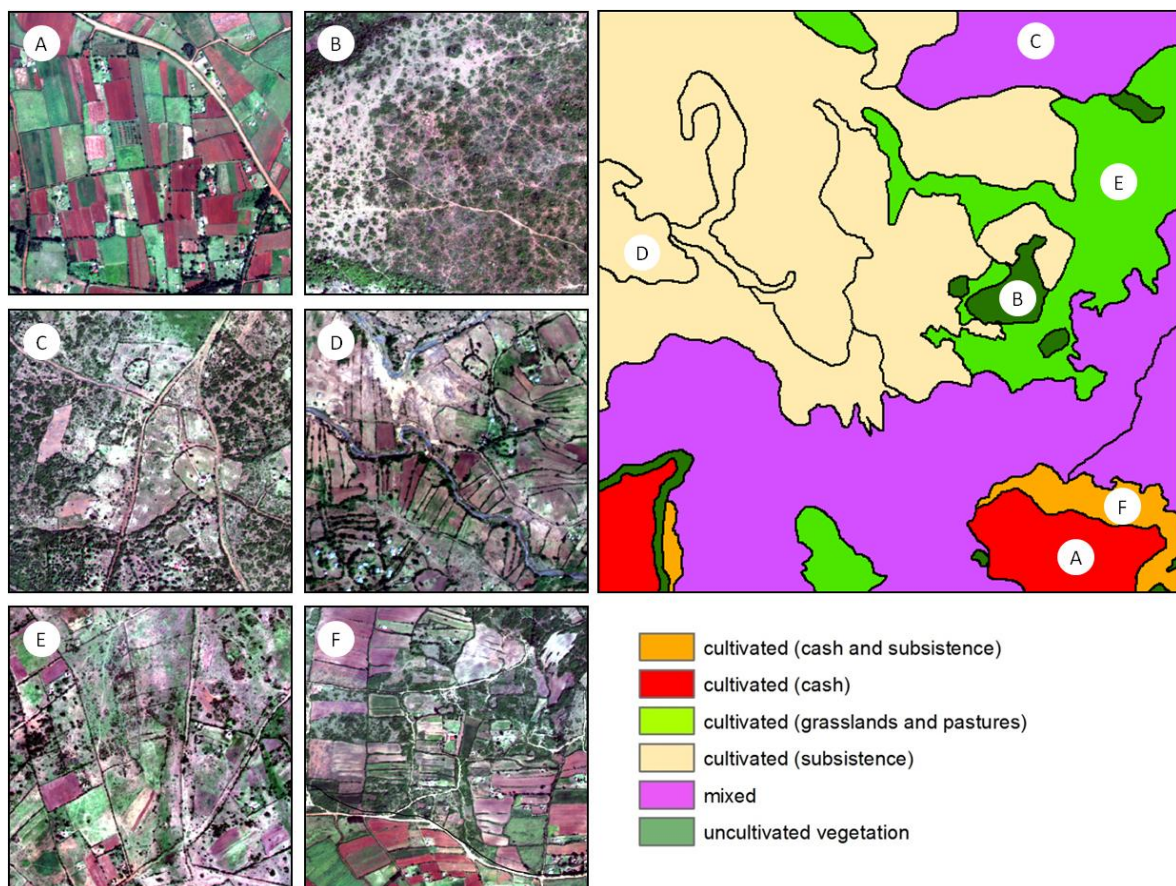 A
B
C
D
E
F
C
E
D
B
F
A
cultivated (cash and subsistence)
cultivated (cash)
cultivated (grasslands and pastures)
cultivated (subsistence)
mixed
uncultivated vegetation